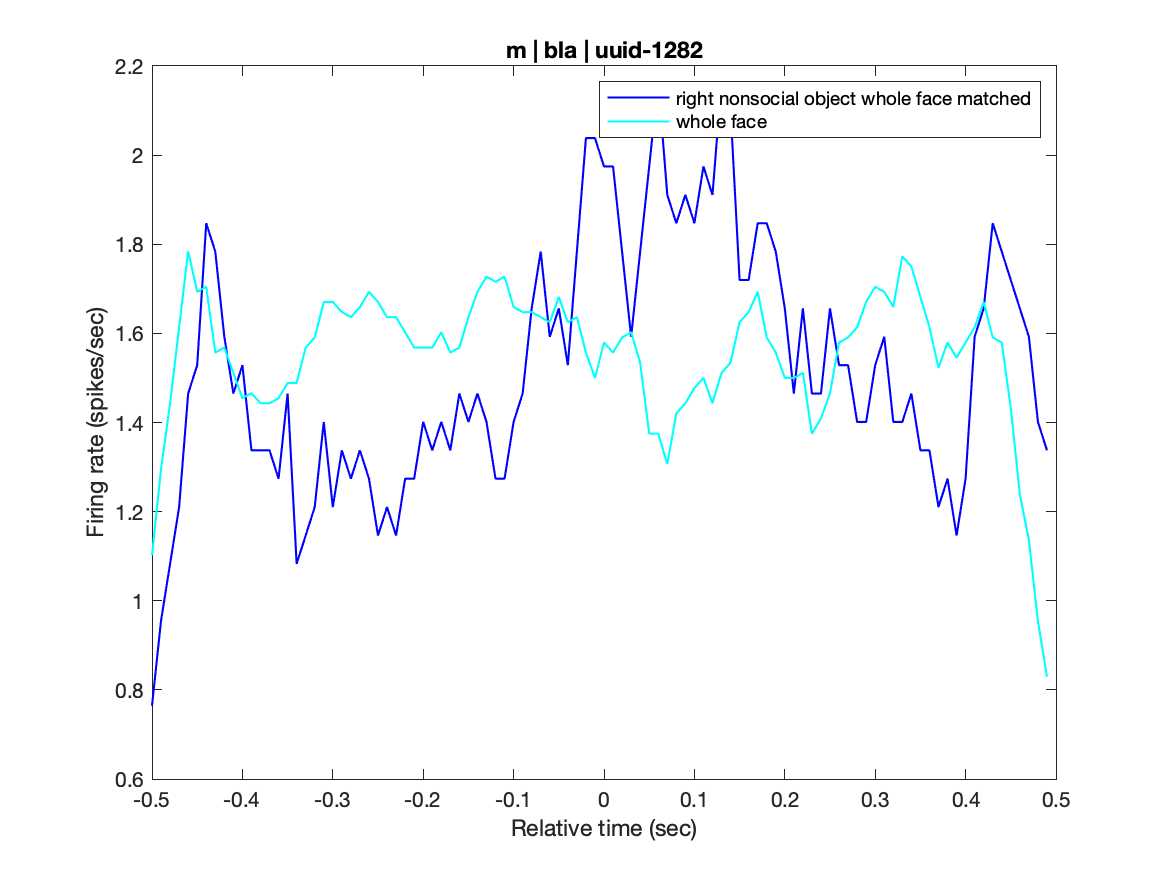 m | bla | uuid-1282
right nonsocial object whole face matched
whole face
Firing rate (spikes/sec)
2.2
2
1.8
1.6
1.4
1.2
1
0.8
0.6
-0.5 -0.4 -0.3 -0.2 -0.1 0 0.1 0.2 0.3 0.4 0.5
Relative time (sec)